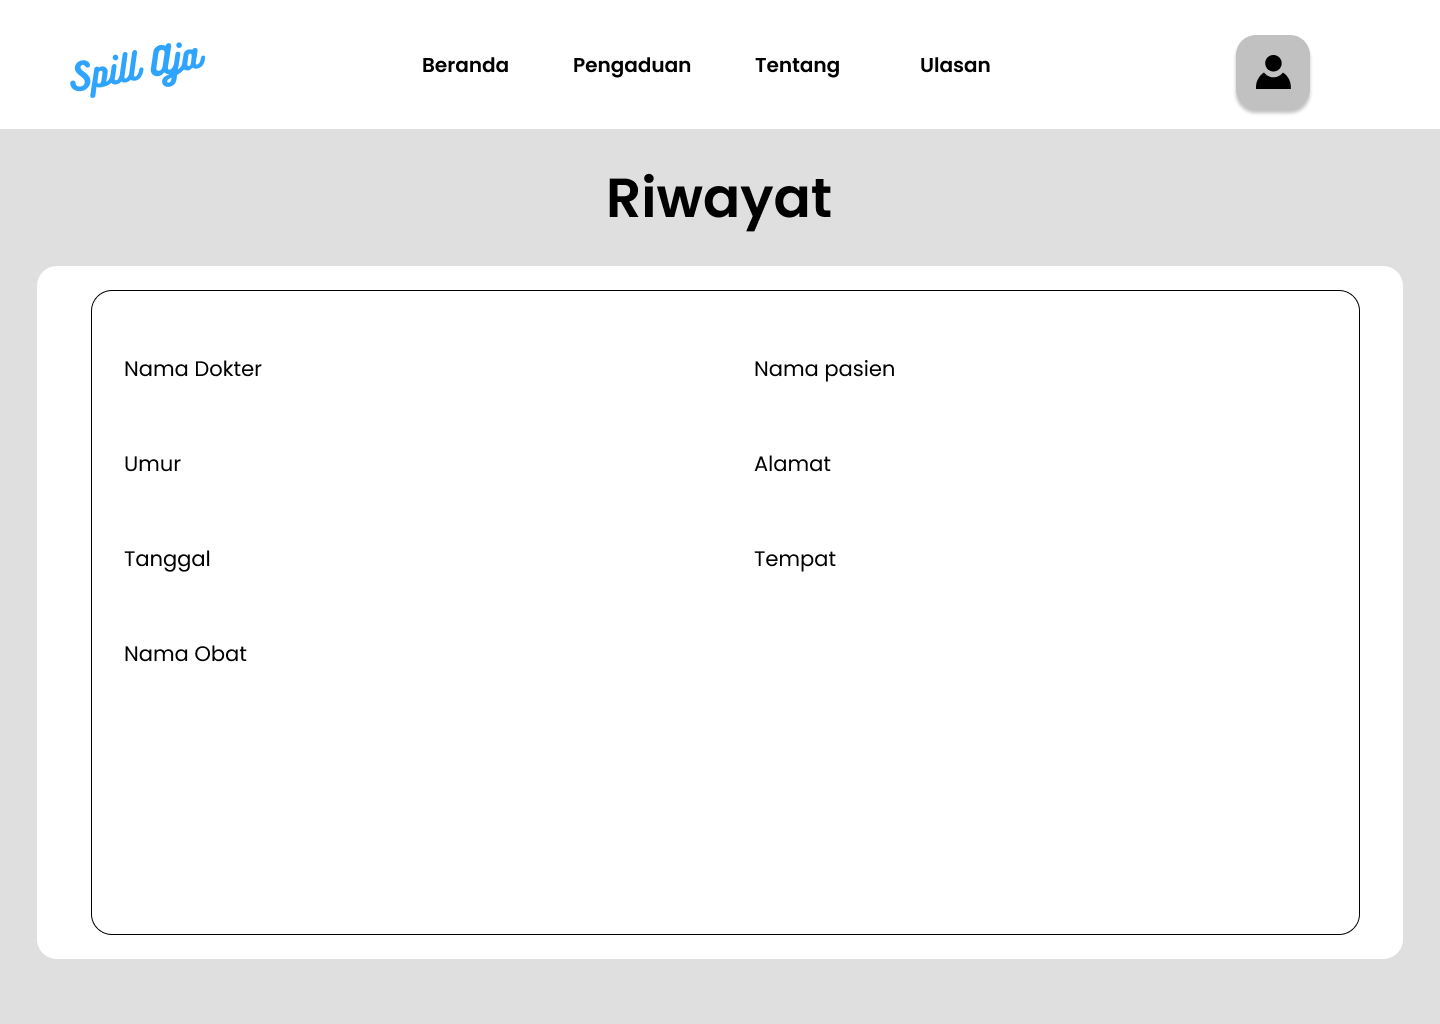 Spill Aja
Beranda Pengaduan Tentang Ulasan
Riwayat
Nama Dokter Nama pasien
Umur Alamat
Tanggal Tempat
Nama Obat